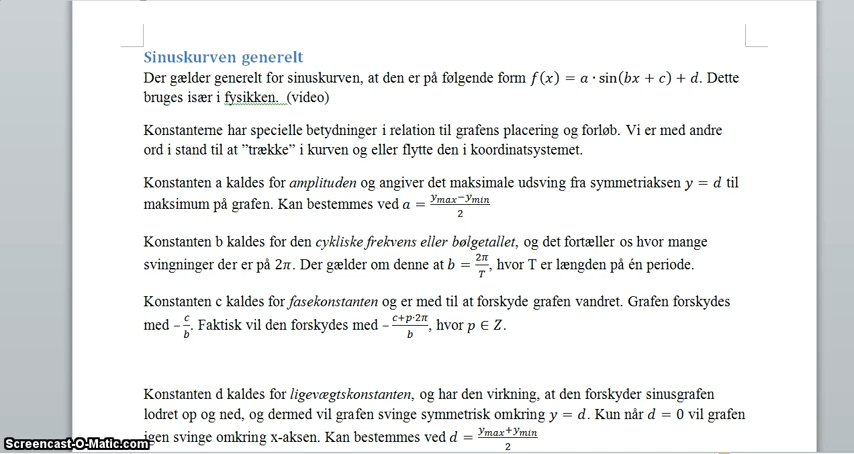 Sinuskurven generelt
Der gælder generelt for sinuskurven, at den er på følgende form f(x) = a · sin(bx + c) + d. Dette
bruges især i fysikken. (video)
Konstanterne har specielle betydninger i relation til grafens placering og forløb. Vi er med andre
ord i stand til at ”trække” i kurven og eller flytte den i koordinatsystemet.
Konstanten a kaldes for amplituden og angiver det maksimale udsving fra symmetriaksen y = d til
maksimum på grafen. Kan bestemmes ved a = (y_max − y_min)/2
Konstanten b kaldes for den cykliske frekvens eller bølgetallet, og det fortæller os hvor mange
svingninger der er på 2π. Der gælder om denne at b = 2π/T, hvor T er længden på én periode.
Konstanten c kaldes for fasekonstanten og er med til at forskyde grafen vandret. Grafen forskydes
med −c/b. Faktisk vil den forskydes med −(c+p·2π)/b, hvor p ∈ Z.
Konstanten d kaldes for ligevægtskonstanten, og har den virkning, at den forskyder sinusgrafen
lodret op og ned, og dermed vil grafen svinge symmetrisk omkring y = d. Kun når d = 0 vil grafen
igen svinge omkring x-aksen. Kan bestemmes ved d = (y_max + y_min)/2
Screencast-O-Matic.com